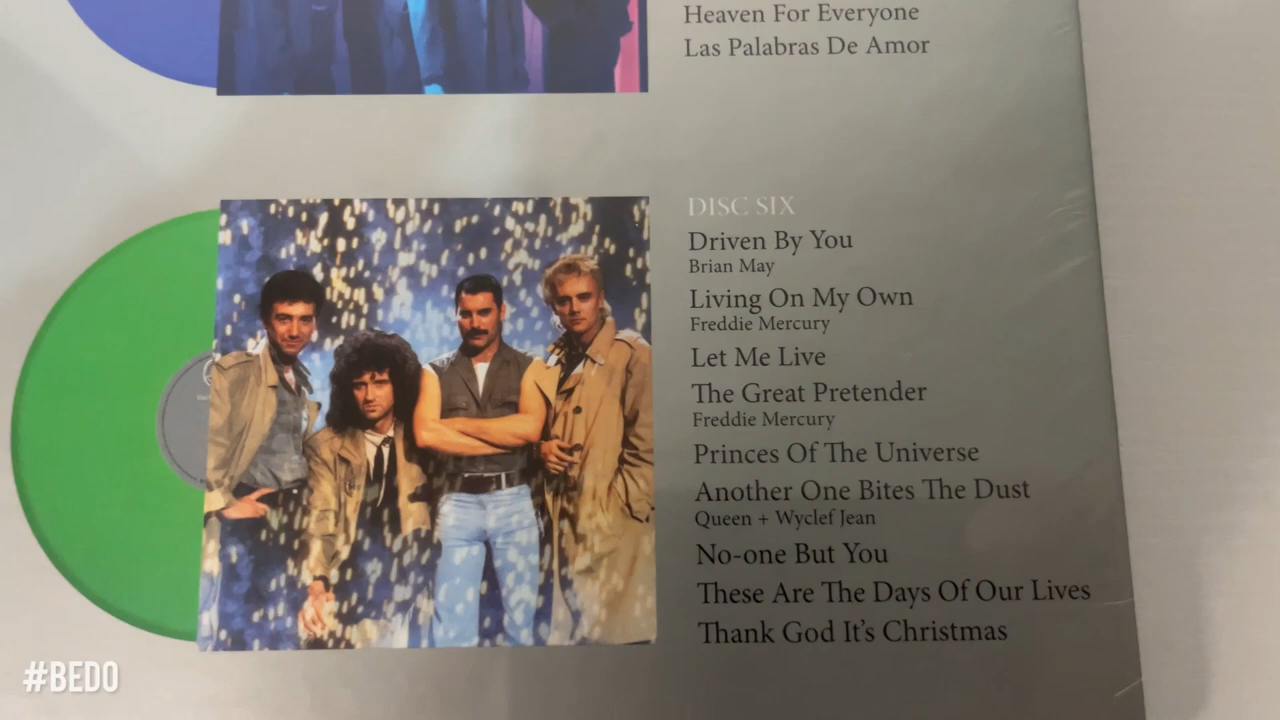 Heaven For Everyone
Las Palabras De Amor
DISC SIX
Driven By You
Brian May
Living On My Own
Freddie Mercury
Let Me Live
The Great Pretender
Freddie Mercury
Princes Of The Universe
Another One Bites The Dust
Queen + Wyclef Jean
No-one But You
These Are The Days Of Our Lives
Thank God It's Christmas
#BEDO